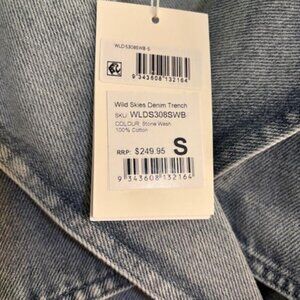 WLDS308SWB-S
9 343608 132164
Wild Skies Denim Trench
SKU: WLDS308SWB
COLOUR: Stone Wash
100% Cotton
RRP: $249.95 S
9 343608 132164